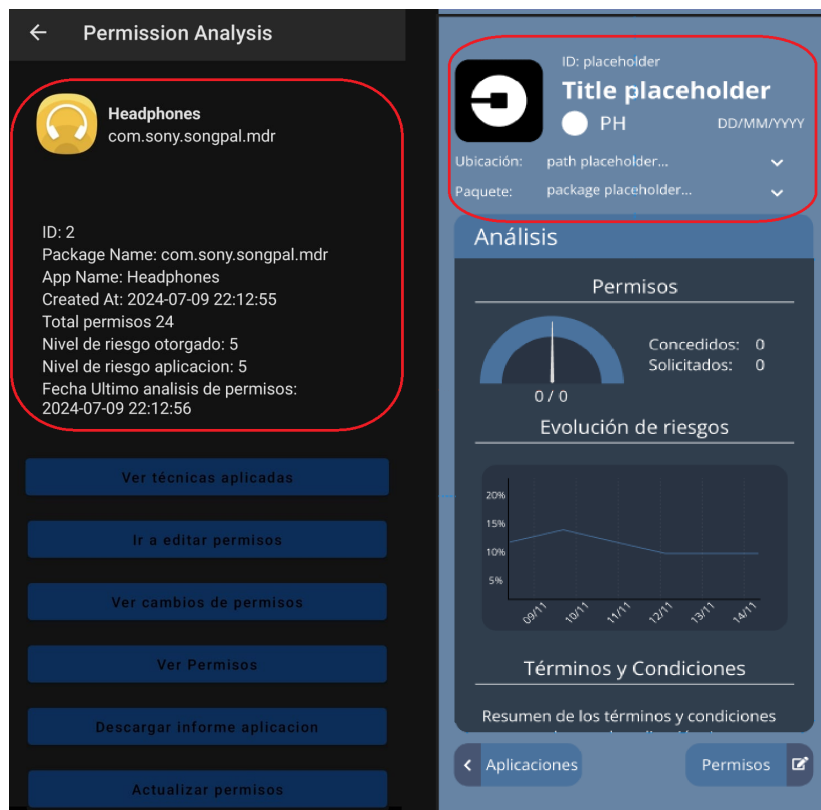 Permission Analysis
Headphones
com.sony.songpal.mdr
ID: 2
Package Name: com.sony.songpal.mdr
App Name: Headphones
Created At: 2024-07-09 22:12:55
Total permisos 24
Nivel de riesgo otorgado: 5
Nivel de riesgo aplicacion: 5
Fecha Ultimo analisis de permisos:
2024-07-09 22:12:56
Ver técnicas aplicadas
Ir a editar permisos
Ver cambios de permisos
Ver Permisos
Descargar informe aplicacion
Actualizar permisos
ID: placeholder
Title placeholder
PH DD/MM/YYYY
Ubicación: path placeholder...
Paquete: package placeholder...
Análisis
Permisos
Concedidos: 0
Solicitados: 0
0 / 0
Evolución de riesgos
20%
15%
10%
5%
09/11 10/11 11/11 12/11 13/11 14/11
Términos y Condiciones
Resumen de los términos y condiciones
Aplicaciones Permisos